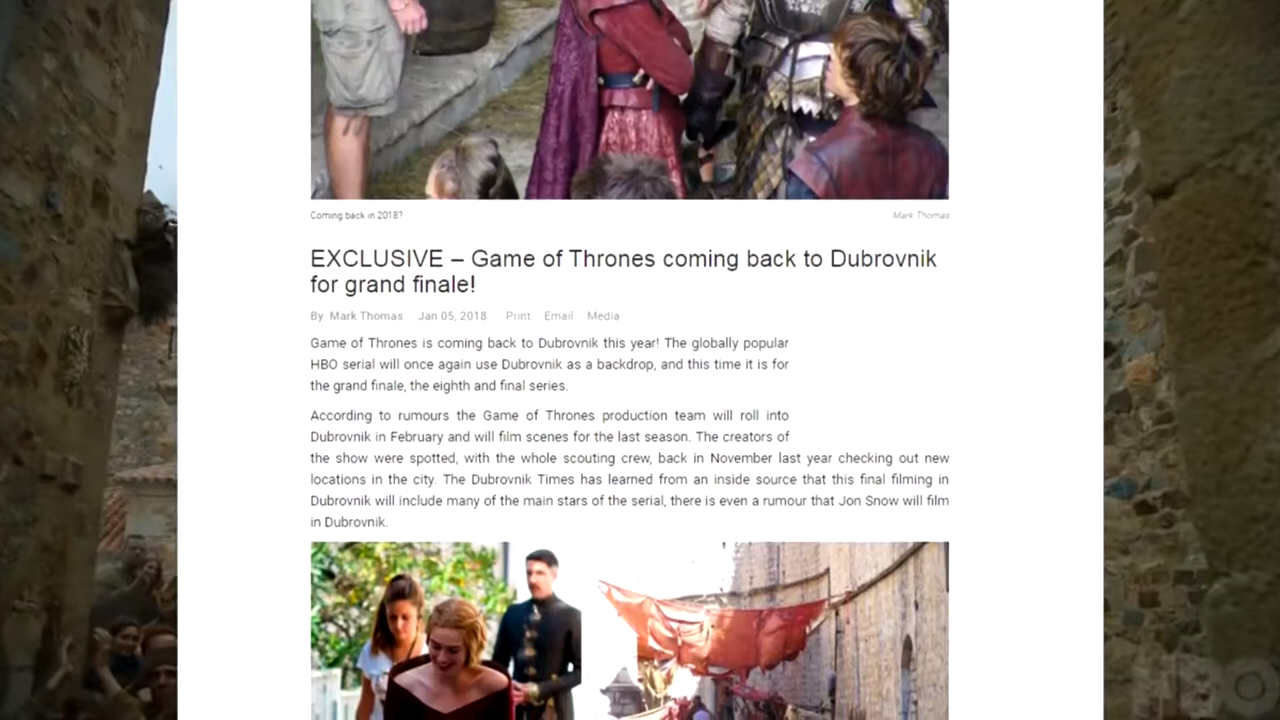 Coming back in 2018?
Mark Thomas
EXCLUSIVE – Game of Thrones coming back to Dubrovnik
for grand finale!
By Mark Thomas Jan 05, 2018 Print Email Media
Game of Thrones is coming back to Dubrovnik this year! The globally popular
HBO serial will once again use Dubrovnik as a backdrop, and this time it is for
the grand finale, the eighth and final series.
According to rumours the Game of Thrones production team will roll into
Dubrovnik in February and will film scenes for the last season. The creators of
the show were spotted, with the whole scouting crew, back in November last year checking out new
locations in the city. The Dubrovnik Times has learned from an inside source that this final filming in
Dubrovnik will include many of the main stars of the serial, there is even a rumour that Jon Snow will film
in Dubrovnik.
HBO